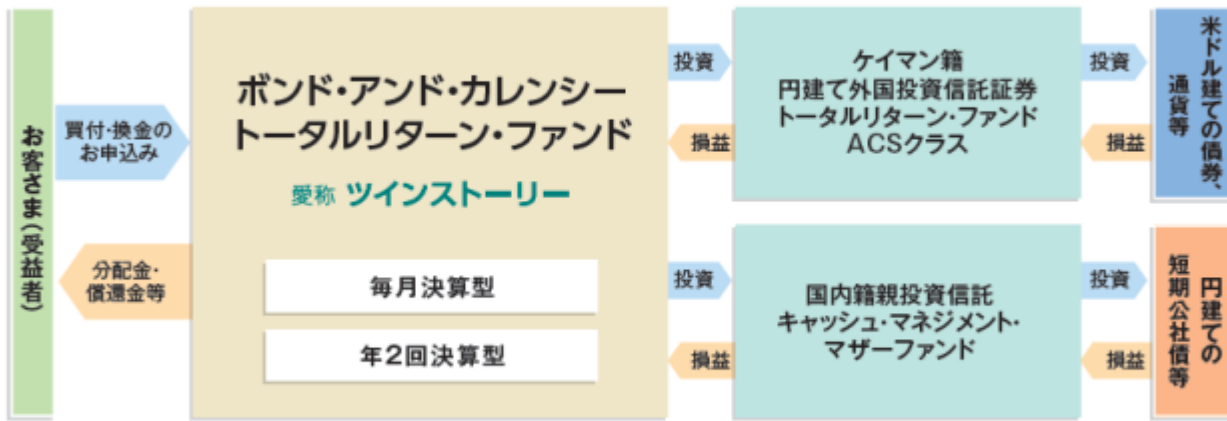 お客さま(受益者)
買付・換金の
お申込み
分配金・
償還金等
ボンド・アンド・カレンシー
トータルリターン・ファンド
愛称 ツインストーリー
毎月決算型
年2回決算型
投資
損益
ケイマン籍
円建て外国投資信託証券
トータルリターン・ファンド
ACSクラス
投資
損益
米ドル建ての債券、
通貨等
投資
損益
国内籍親投資信託
キャッシュ・マネジメント・
マザーファンド
投資
損益
円建ての
短期公社債等